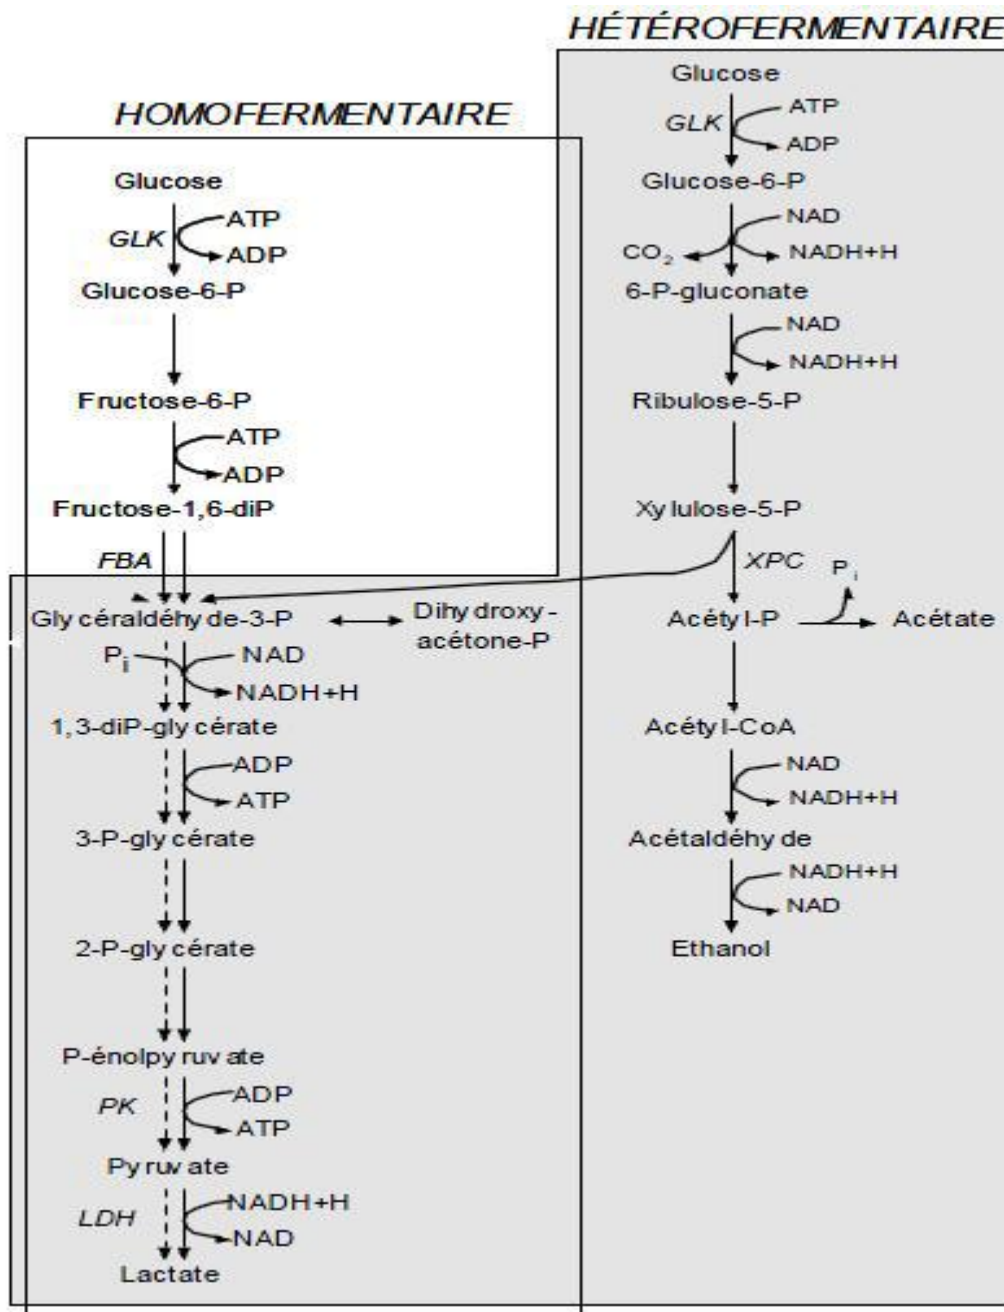 HÉTÉROFERMENTAIRE
HOMOFERMENTAIRE
Glucose
GLK
ATP
ADP
Glucose-6-P
Fructose-6-P
ATP
ADP
Fructose-1,6-diP
FBA
Glycéraldéhyde-3-P
Dihydroxy-
acétone-P
Pi
NAD
NADH+H
1,3-diP-glycérate
ADP
ATP
3-P-glycérate
2-P-glycérate
P-énolpyruvate
PK
ADP
ATP
Pyruvate
LDH
NADH+H
NAD
Lactate
Glucose
GLK
ATP
ADP
Glucose-6-P
NAD
CO2
NADH+H
6-P-gluconate
NAD
NADH+H
Ribulose-5-P
Xylulose-5-P
XPC
Pi
Acétyl-P
Acétate
Acétyl-CoA
NAD
NADH+H
Acétaldéhyde
NADH+H
NAD
Ethanol